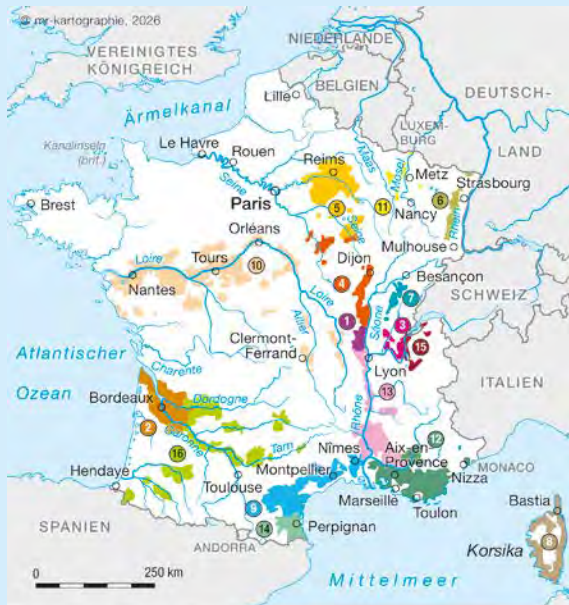 © mr-kartographie, 2026
NIEDERLANDE
VEREINIGTES
KÖNIGREICH
BELGIEN
DEUTSCH-
LAND
Lille
Ärmelkanal
LUXEM-
BURG
Kanalinseln
(brit.)
Le Havre
Rouen
Reims
Maas
Mosel
Metz
Strasbourg
6
Seine
Paris
5
Seine
11
Nancy
Rhein
Brest
Orléans
Mulhouse
Loire
Tours
10
Dijon
Besançon
Nantes
Loire
4
7
SCHWEIZ
Allier
1
Saône
3
15
Clermont-
Ferrand
Atlantischer
Ozean
Charente
Lyon
ITALIEN
Bordeaux
Dordogne
13
2
Garonne
Rhône
16
Tarn
Nîmes
Aix-en-
Provence
12
MONACO
Hendaye
Montpellier
Nizza
Toulouse
Marseille
Toulon
Bastia
9
14
Perpignan
Korsika
8
SPANIEN
ANDORRA
0
250 km
Mittelmeer